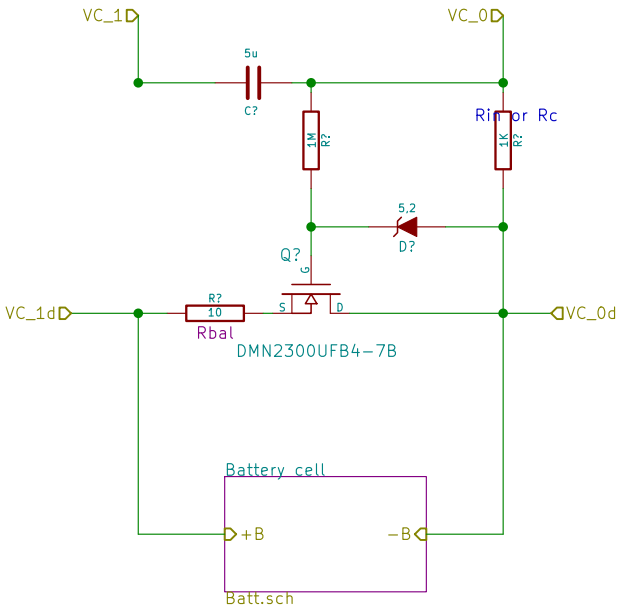 VC_1
VC_0
5u
C?
Rin or Rc
1M
R?
1K
R?
5,2
D?
Q?
G
S
D
VC_1d
R?
10
Rbal
VC_0d
DMN2300UFB4-7B
Battery cell
+B
-B
Batt.sch